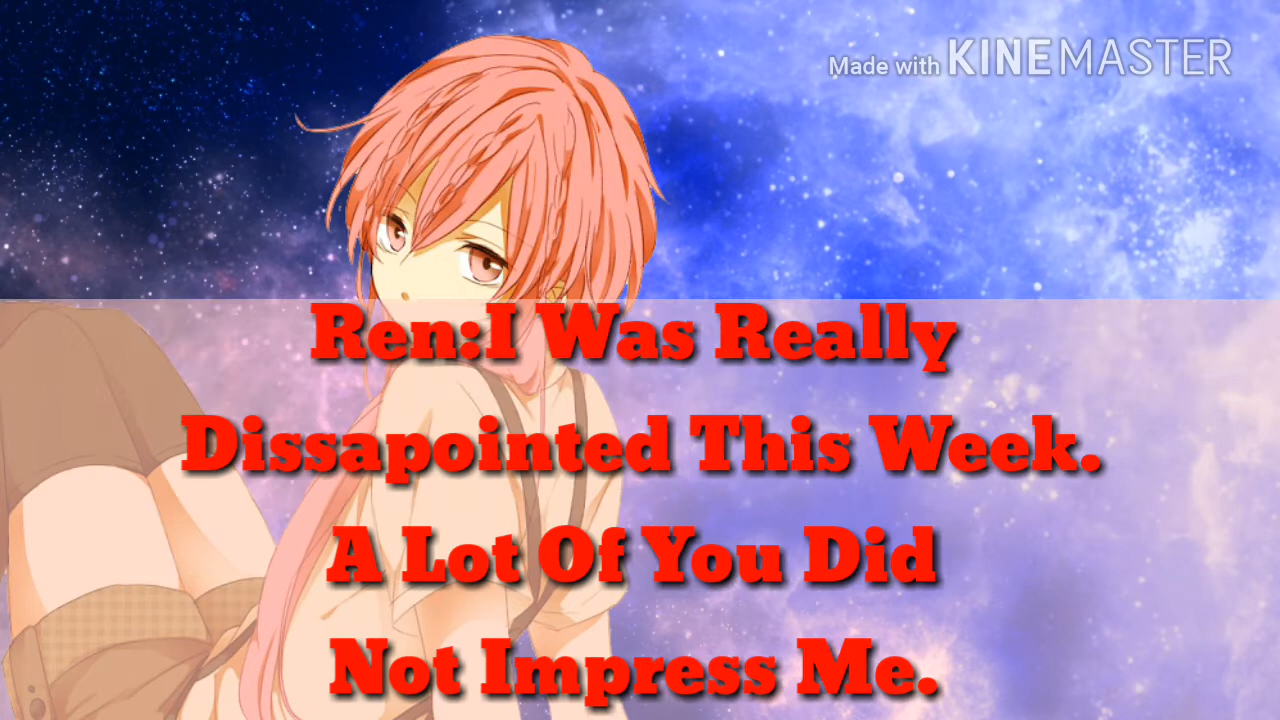 Made with KINEMASTER
Ren:I Was Really
Dissapointed This Week.
A Lot Of You Did
Not Impress Me.